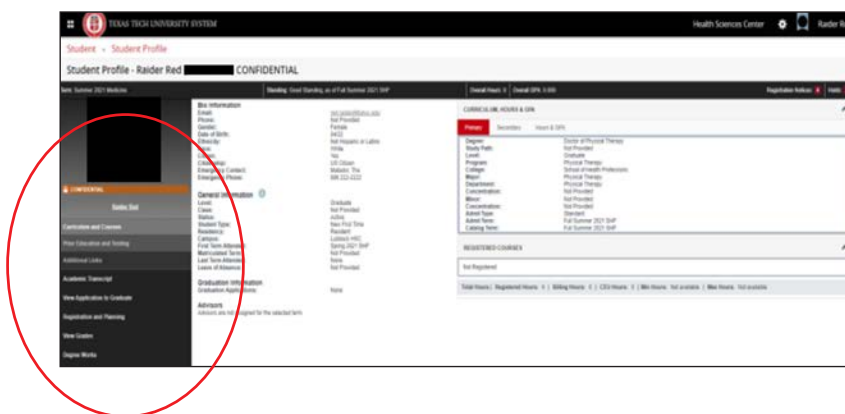 TEXAS TECH UNIVERSITY SYSTEM
Health Sciences Center
Raider R
Student Student Profile
Student Profile - Raider Red CONFIDENTIAL
Term: Summer 2021 Medicine
Standing: Good Standing, as of Fall Summer 2021 SHP
Overall Hours: 0
Overall GPA: 0.000
Registration Notices: 4
Holds:
CONFIDENTIAL
Raider Red
Curriculum and Courses
Prior Education and Testing
Additional Links
Academic Transcript
View Application to Graduate
Registration and Planning
View Grades
Degree Works
Bio Information
Email:
Phone: Not Provided
Gender: Female
Date of Birth: 04/22
Ethnicity: Not Hispanic or Latino
Race: White
Citizen: Yes
Citizenship: US Citizen
Emergency Contact:
Emergency Phone:
General Information
Level: Graduate
Class: Not Provided
Status: Active
Student Type: New First Time
Residency: Resident
Campus: Lubbock HSC
First Term Attended: Spring 2021 SHP
Matriculated Term: Not Provided
Last Term Attended: None
Leave of Absence: Not Provided
Graduation Information
Graduation Applications: None
Advisors
Advisors are not assigned for the selected term.
CURRICULUM, HOURS & GPA
Primary Secondary Hours & GPA
Degree: Doctor of Physical Therapy
Study Path: Not Provided
Level: Graduate
Program: Physical Therapy
College: School of Health Professions
Major: Physical Therapy
Department: Physical Therapy
Concentration: Not Provided
Minor: Not Provided
Concentration: Not Provided
Admit Type: Standard
Admit Term: Full Summer 2021 SHP
Catalog Term: Full Summer 2021 SHP
REGISTERED COURSES
Not Registered
Total Hours | Registered Hours: 0 | Billing Hours: 0 | CEU Hours: 0 | Min Hours: Not available | Max Hours: Not available